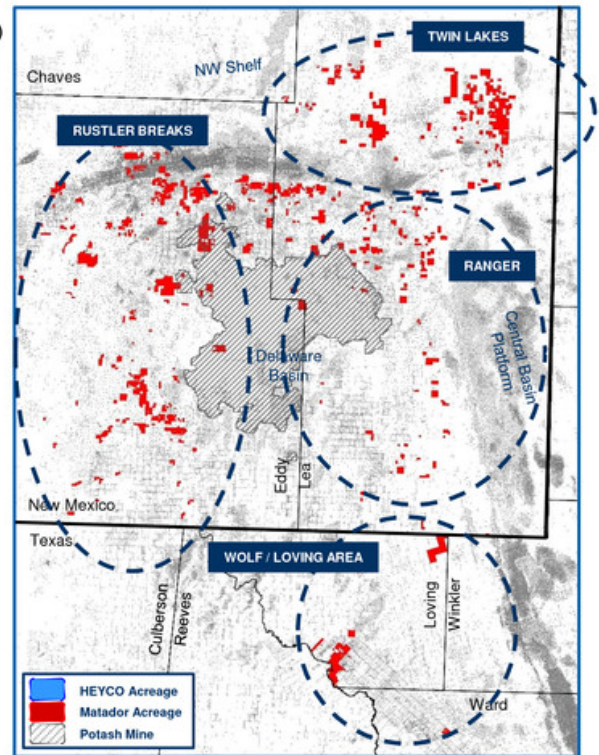 TWIN LAKES
NW Shelf
Chaves
RUSTLER BREAKS
RANGER
Central Basin
Platform
Delaware
Basin
Eddy
Lea
New Mexico
Texas
WOLF / LOVING AREA
Culberson
Reeves
Loving
Winkler
Ward
HEYCO Acreage
Matador Acreage
Potash Mine